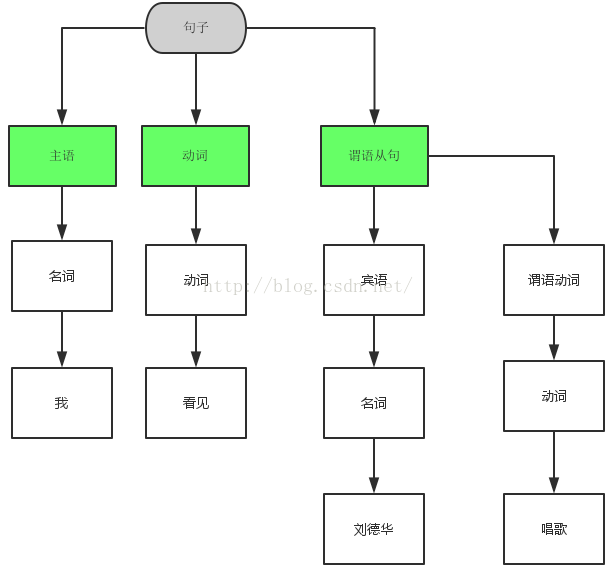 句子
主语
动词
谓语从句
名词
动词
宾语
谓语动词
http://blog.csdn.net/
我
看见
名词
动词
刘德华
唱歌